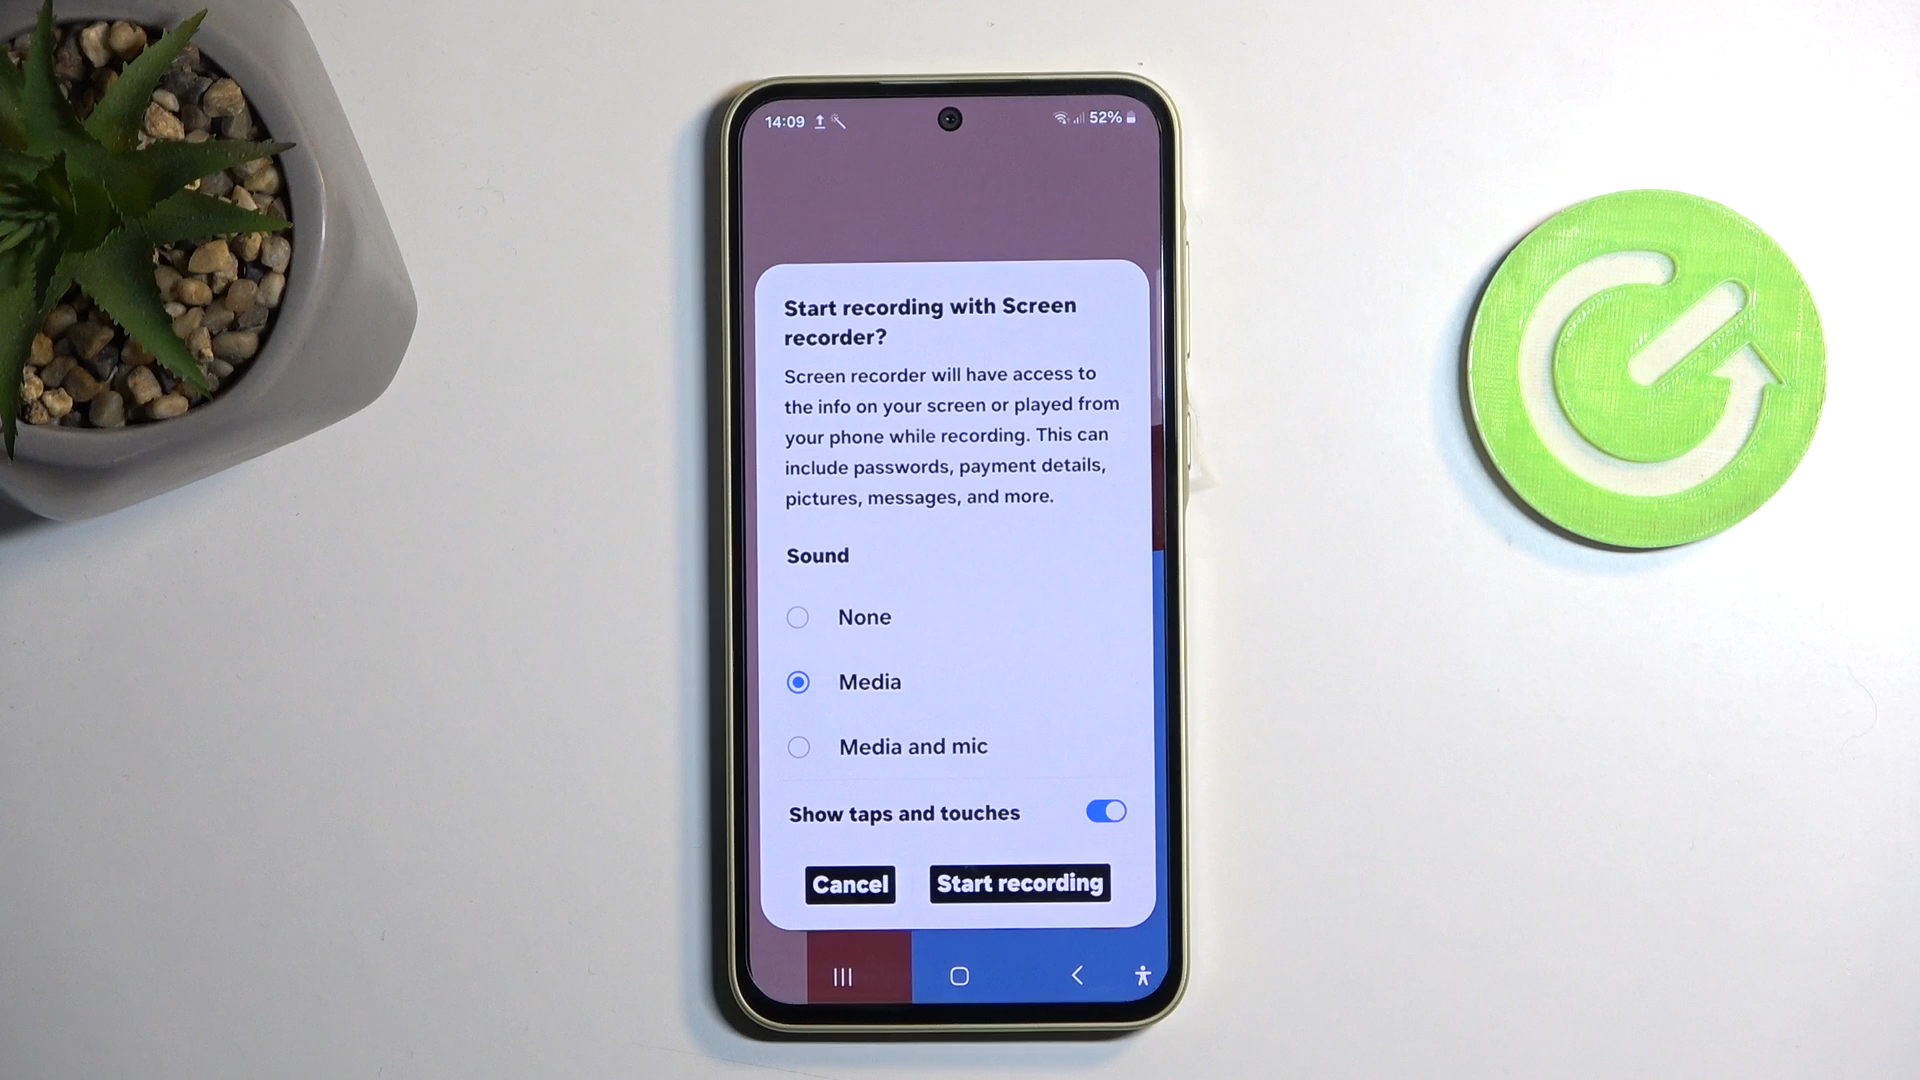 14:09
52%
Start recording with Screen
recorder?
Screen recorder will have access to
the info on your screen or played from
your phone while recording. This can
include passwords, payment details,
pictures, messages, and more.
Sound
None
Media
Media and mic
Show taps and touches
Cancel
Start recording